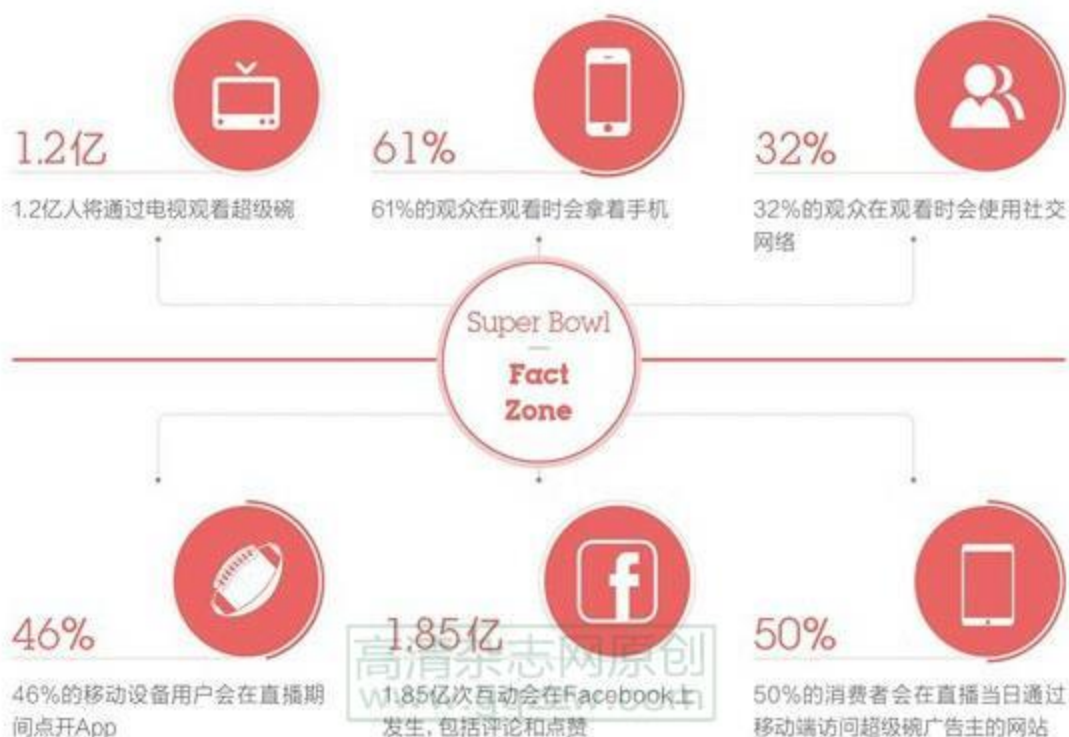 1.2亿
1.2亿人将通过电视观看超级碗
61%
61%的观众在观看时会拿着手机
32%
32%的观众在观看时会使用社交
网络
Super Bowl
Fact
Zone
46%
46%的移动设备用户会在直播期
间点开App
1.85亿
1.85亿次互动会在Facebook上
发生，包括评论和点赞
50%
50%的消费者会在直播当日通过
移动端访问超级碗广告主的网站
高清杂志网原创